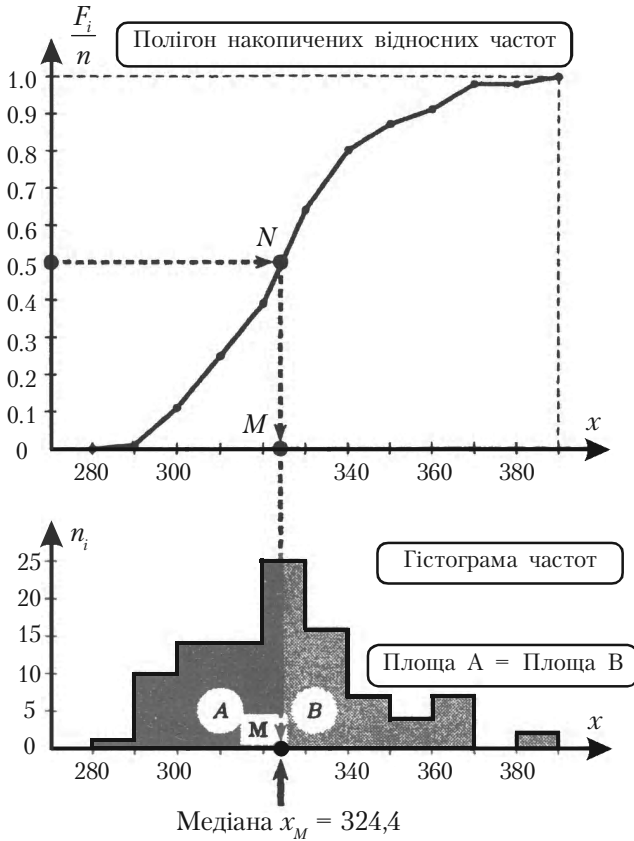 F_i/n
Полігон накопичених відносних частот
1.0
0.9
0.8
0.7
0.6
0.5
0.4
0.3
0.2
0.1
0
N
M
x
280 300 340 360 380
n_i
Гістограма частот
25
20
15
10
5
0
Площа A = Площа B
A
B
M
x
280 300 340 360 380
Медіана x_M = 324,4